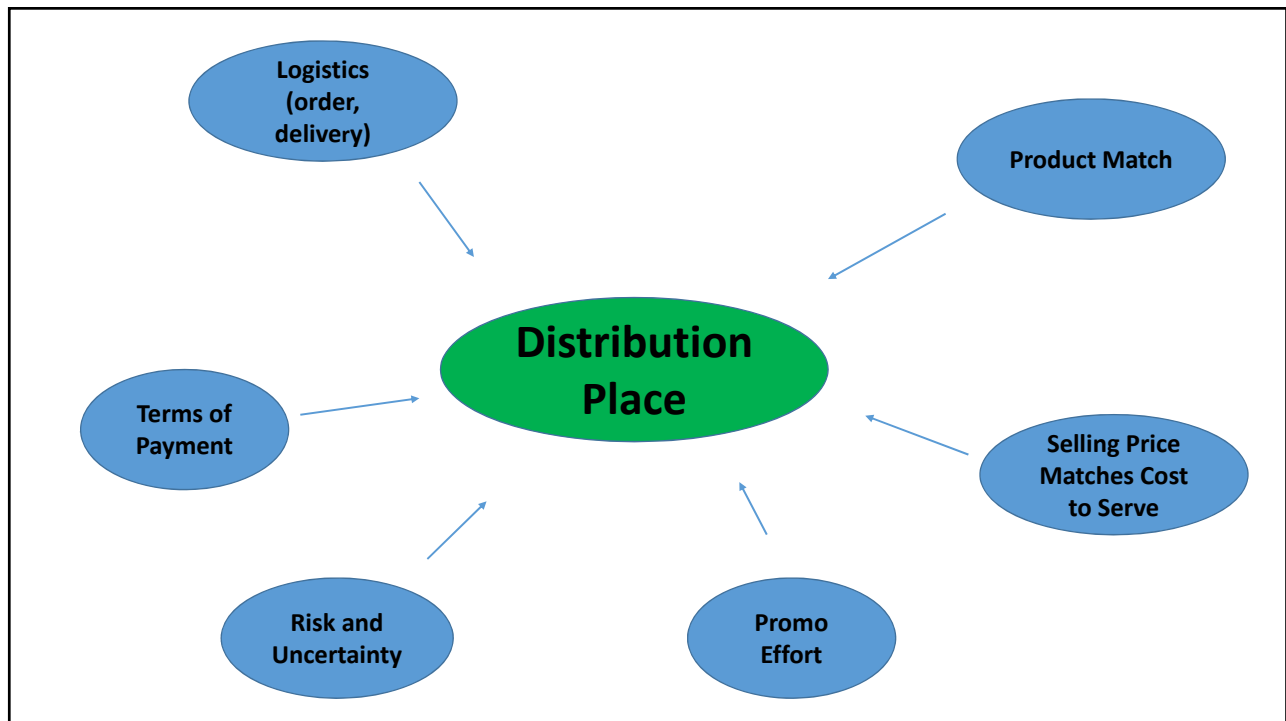 Logistics
(order,
delivery)
Product Match
Distribution
Place
Terms of
Payment
Selling Price
Matches Cost
to Serve
Risk and
Uncertainty
Promo
Effort